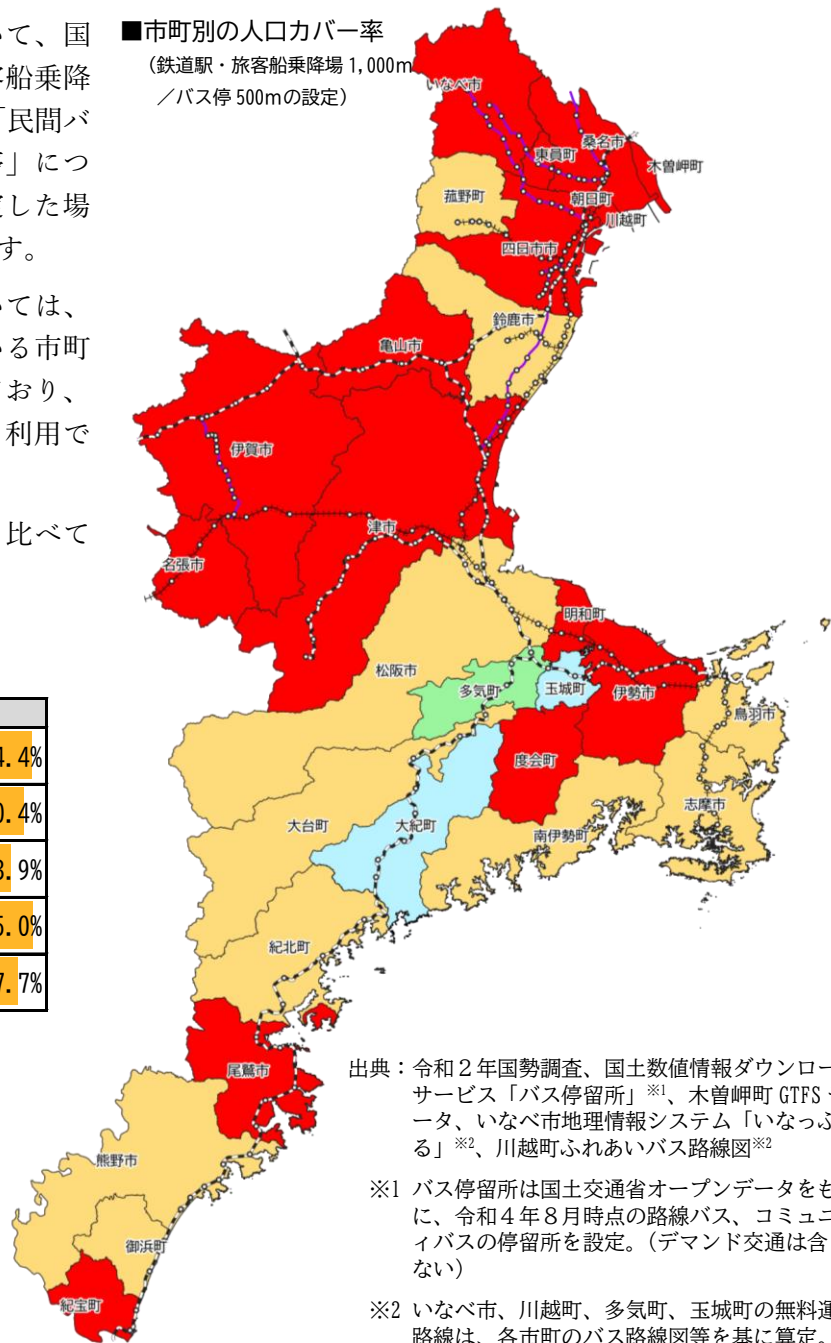 いて、国
客船乗降
「民間バ
等」につ
定した場
す。
いては、
いる市町
ており、
利用で
比べて
4.4%
0.4%
3.9%
5.0%
7.7%
■市町別の人口カバー率
(鉄道駅・旅客船乗降場 1,000m
/バス停 500mの設定)
いなべ市
桑名市
東員町
木曽岬町
菰野町
朝日町
川越町
四日市市
鈴鹿市
亀山市
伊賀市
津市
名張市
明和町
松阪市
多気町
玉城町
伊勢市
鳥羽市
度会町
志摩市
大台町
大紀町
南伊勢町
紀北町
尾鷲市
熊野市
御浜町
紀宝町
出典:令和2年国勢調査、国土数値情報ダウンロー
サービス「バス停留所」※1、木曽岬町 GTFS
ータ、いなべ市地理情報システム「いなっぷ
る」※2、川越町ふれあいバス路線図※2
※1 バス停留所は国土交通省オープンデータをも
に、令和4年8月時点の路線バス、コミュニ
ィバスの停留所を設定。(デマンド交通は含
ない)
※2 いなべ市、川越町、多気町、玉城町の無料運
路線は、各市町のバス路線図等を基に算定。